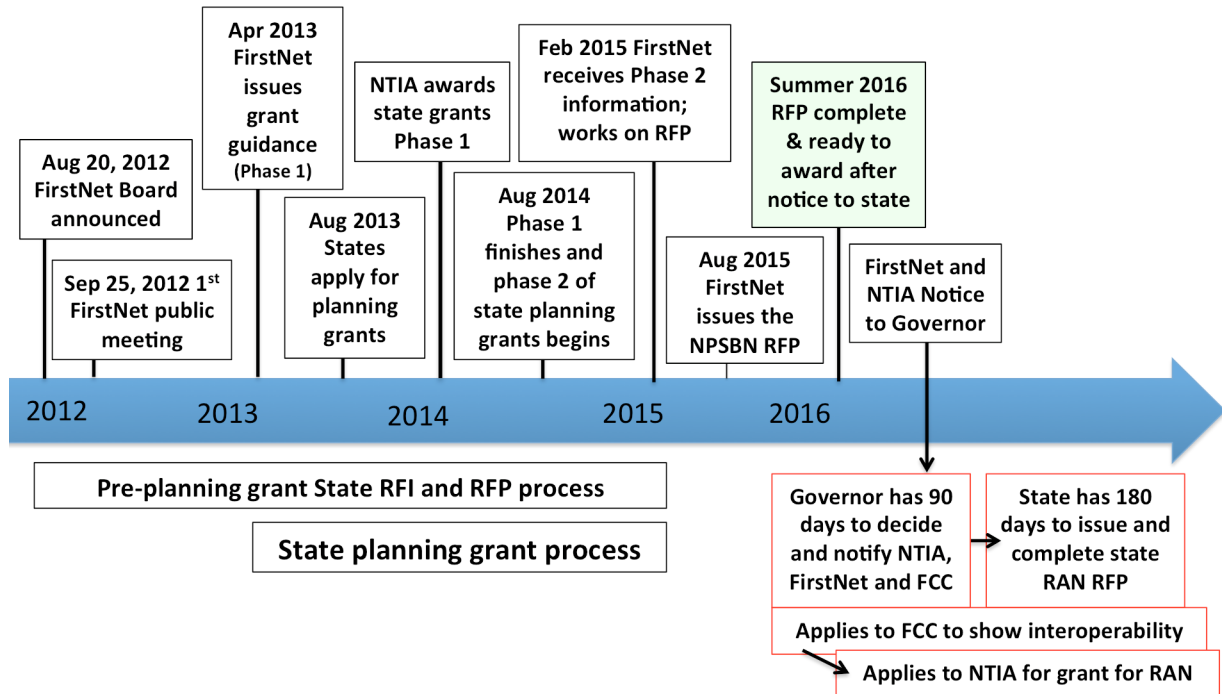 Apr 2013
FirstNet
issues
grant
guidance
(Phase 1)
NTIA awards
state grants
Phase 1
Feb 2015 FirstNet
receives Phase 2
information;
works on RFP
Summer 2016
RFP complete
& ready to
award after
notice to state
Aug 20, 2012
FirstNet Board
announced
Sep 25, 2012 1st
FirstNet public
meeting
Aug 2013
States
apply for
planning
grants
Aug 2014
Phase 1
finishes and
phase 2 of
state planning
grants begins
Aug 2015
FirstNet
issues the
NPSBN RFP
FirstNet and
NTIA Notice
to Governor
2012 2013 2014 2015 2016
Pre-planning grant State RFI and RFP process
State planning grant process
Governor has 90
days to decide
and notify NTIA,
FirstNet and FCC
State has 180
days to issue and
complete state
RAN RFP
Applies to FCC to show interoperability
Applies to NTIA for grant for RAN